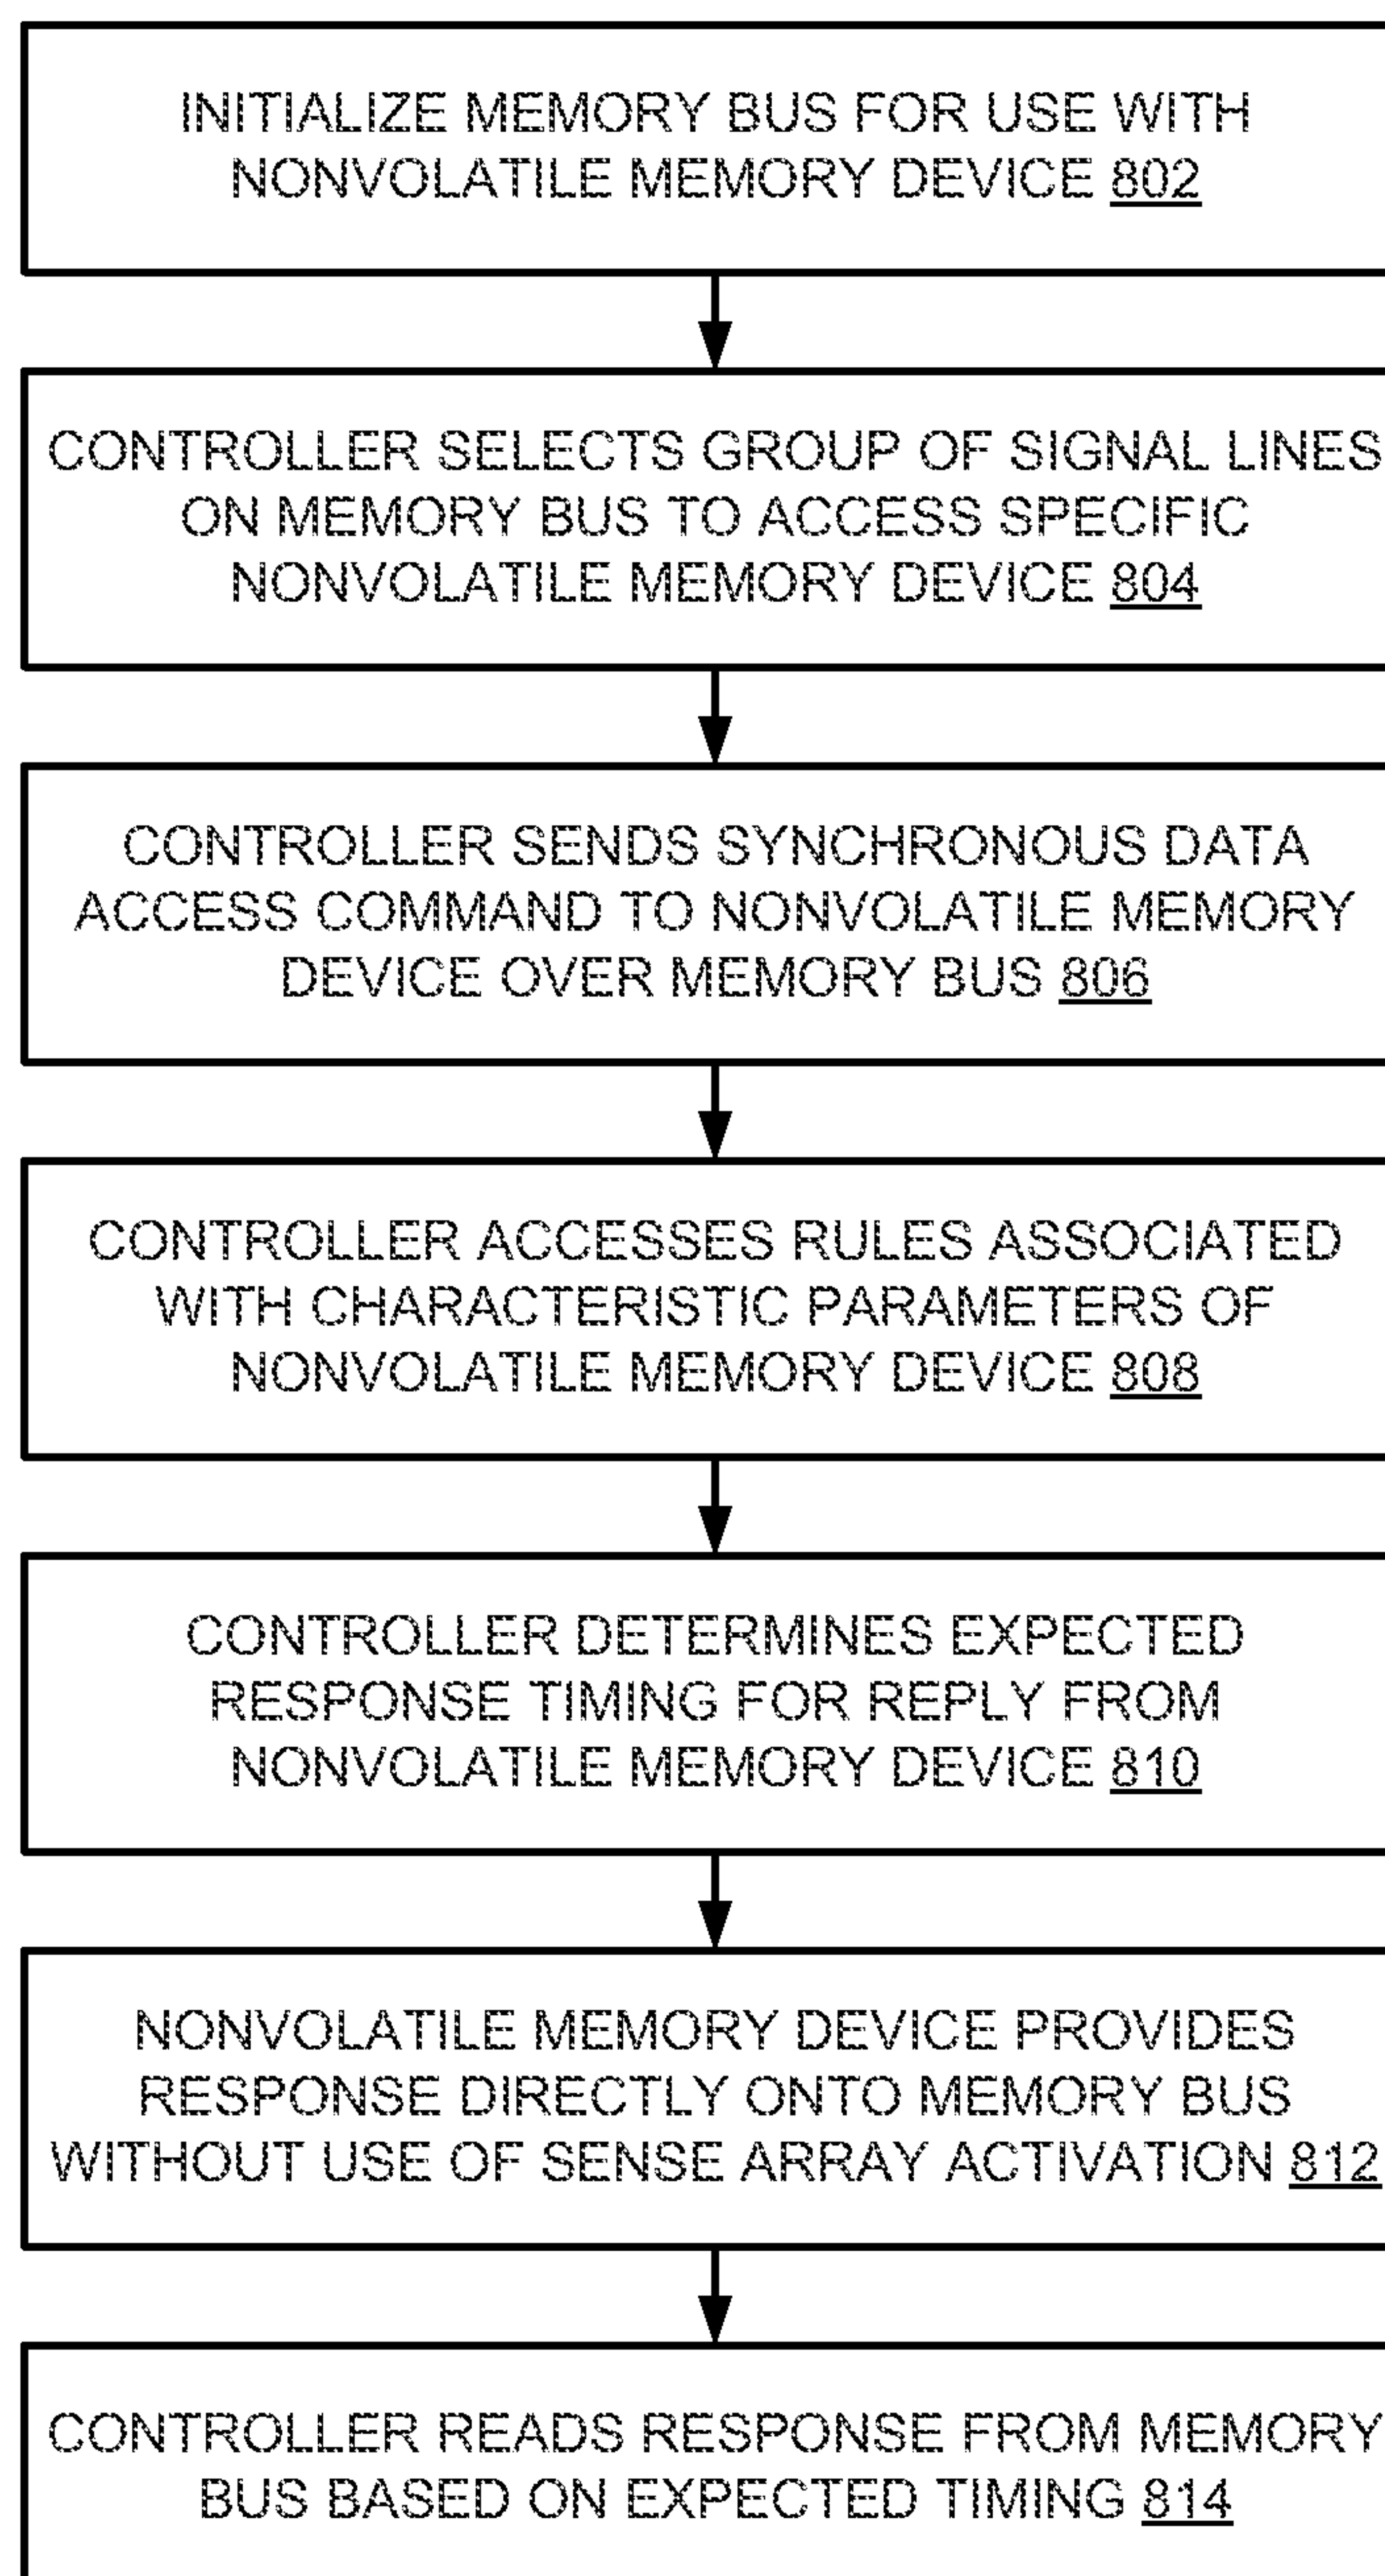 INITIALIZE MEMORY BUS FOR USE WITH
NONVOLATILE MEMORY DEVICE 802
CONTROLLER SELECTS GROUP OF SIGNAL LINES
ON MEMORY BUS TO ACCESS SPECIFIC
NONVOLATILE MEMORY DEVICE 804
CONTROLLER SENDS SYNCHRONOUS DATA
ACCESS COMMAND TO NONVOLATILE MEMORY
DEVICE OVER MEMORY BUS 806
CONTROLLER ACCESSES RULES ASSOCIATED
WITH CHARACTERISTIC PARAMETERS OF
NONVOLATILE MEMORY DEVICE 808
CONTROLLER DETERMINES EXPECTED
RESPONSE TIMING FOR REPLY FROM
NONVOLATILE MEMORY DEVICE 810
NONVOLATILE MEMORY DEVICE PROVIDES
RESPONSE DIRECTLY ONTO MEMORY BUS
WITHOUT USE OF SENSE ARRAY ACTIVATION 812
CONTROLLER READS RESPONSE FROM MEMORY
BUS BASED ON EXPECTED TIMING 814